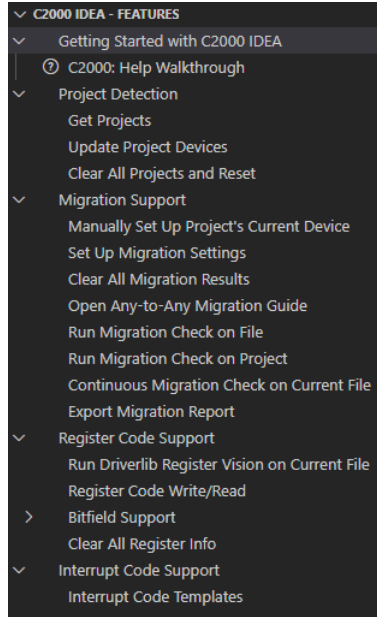 C2000 IDEA - FEATURES
Getting Started with C2000 IDEA
C2000: Help Walkthrough
Project Detection
Get Projects
Update Project Devices
Clear All Projects and Reset
Migration Support
Manually Set Up Project's Current Device
Set Up Migration Settings
Clear All Migration Results
Open Any-to-Any Migration Guide
Run Migration Check on File
Run Migration Check on Project
Continuous Migration Check on Current File
Export Migration Report
Register Code Support
Run Driverlib Register Vision on Current File
Register Code Write/Read
Bitfield Support
Clear All Register Info
Interrupt Code Support
Interrupt Code Templates